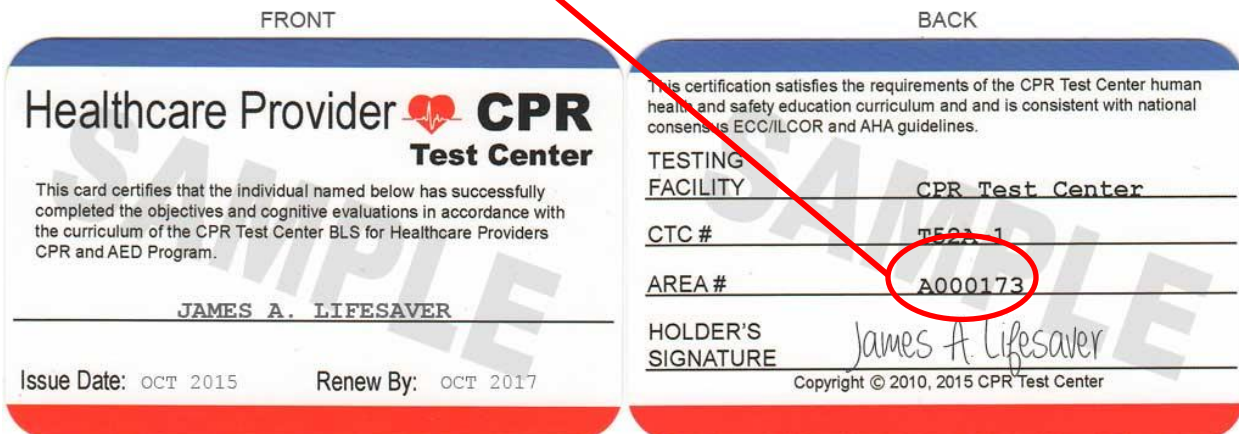 FRONT
Healthcare Provider CPR
Test Center
This card certifies that the individual named below has successfully
completed the objectives and cognitive evaluations in accordance with
the curriculum of the CPR Test Center BLS for Healthcare Providers
CPR and AED Program.
JAMES A. LIFESAVER
Issue Date: OCT 2015 Renew By: OCT 2017
SAMPLE
BACK
This certification satisfies the requirements of the CPR Test Center human
health and safety education curriculum and and is consistent with national
consensus ECC/ILCOR and AHA guidelines.
TESTING
FACILITY CPR Test Center
CTC # T52A-1
AREA # A000173
HOLDER'S
SIGNATURE James A. Lifesaver
Copyright © 2010, 2015 CPR Test Center
SAMPLE